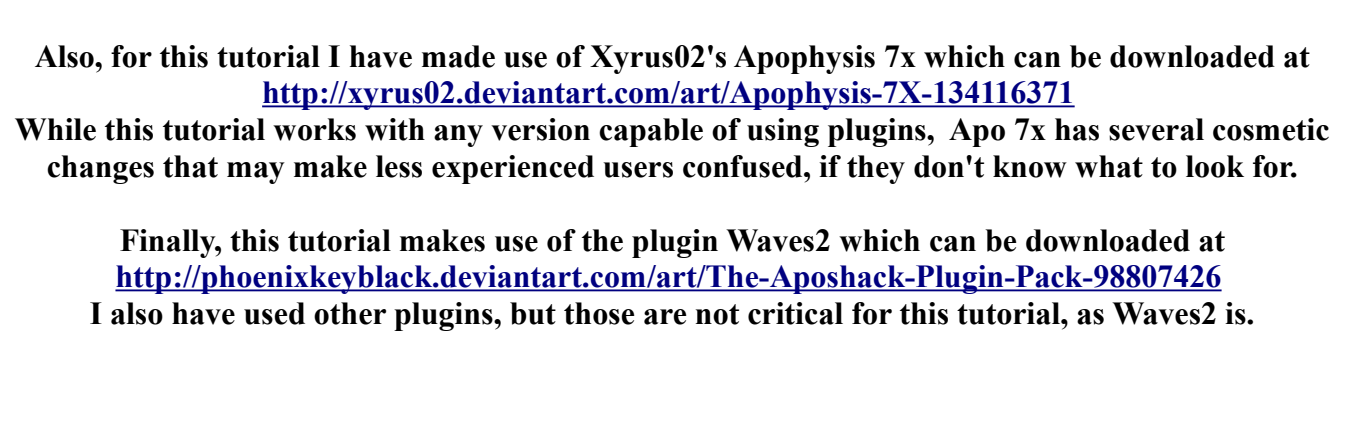 Also, for this tutorial I have made use of Xyrus02's Apophysis 7x which can be downloaded at
http://xyrus02.deviantart.com/art/Apophysis-7X-134116371
While this tutorial works with any version capable of using plugins,  Apo 7x has several cosmetic
changes that may make less experienced users confused, if they don't know what to look for.
Finally, this tutorial makes use of the plugin Waves2 which can be downloaded at
http://phoenixkeyblack.deviantart.com/art/The-Aposhack-Plugin-Pack-98807426
I also have used other plugins, but those are not critical for this tutorial, as Waves2 is.